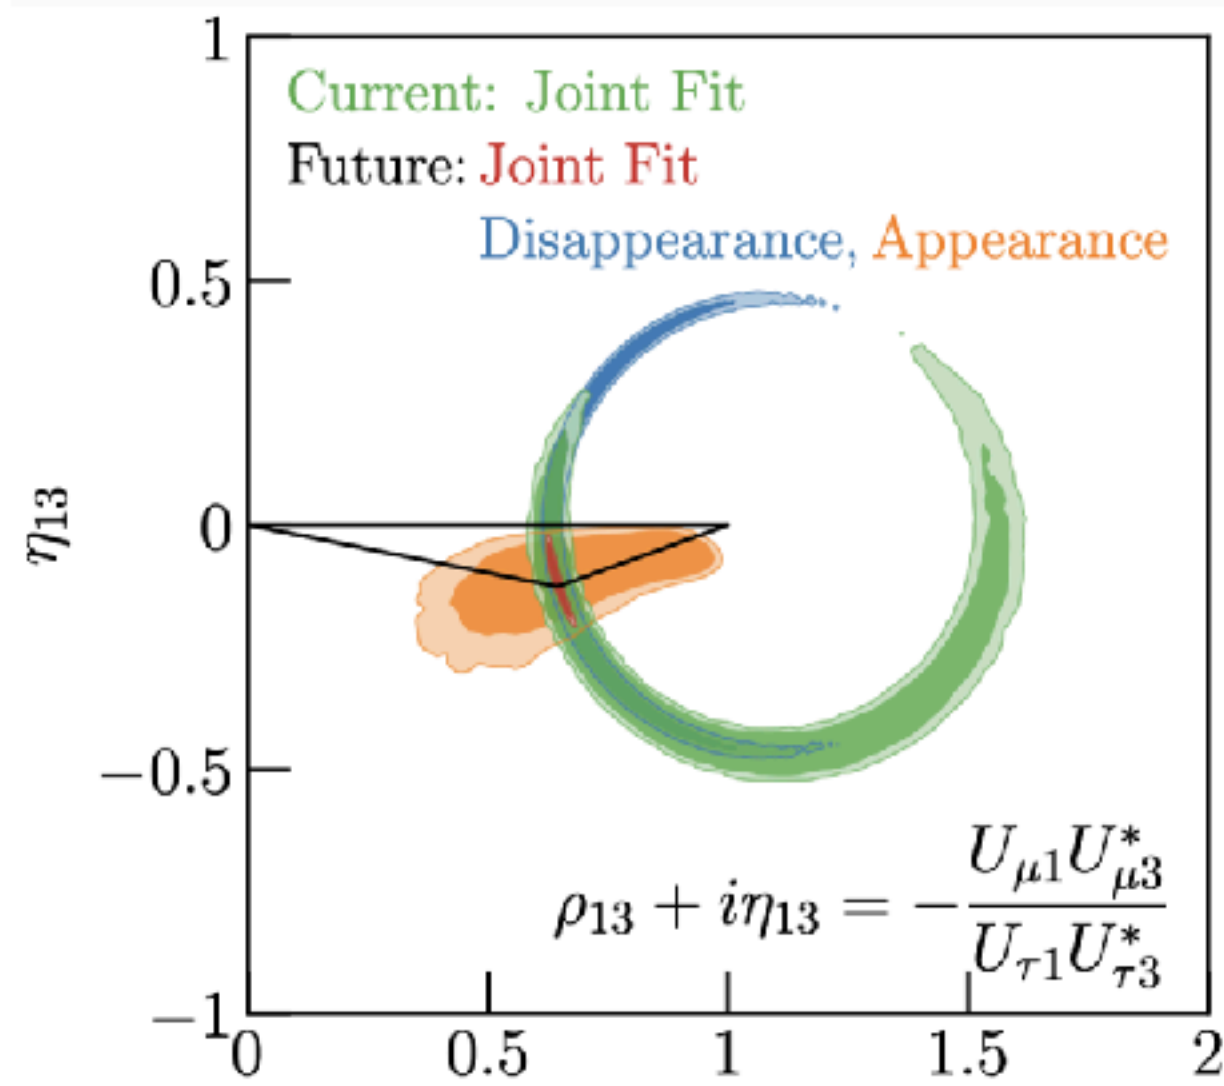 1
Current: Joint Fit
Future: Joint Fit
Disappearance, Appearance
0.5
η13
0
−0.5
ρ13 + iη13 = − Uμ1U*μ3 / Uτ1U*τ3
−1
0 0.5 1 1.5 2